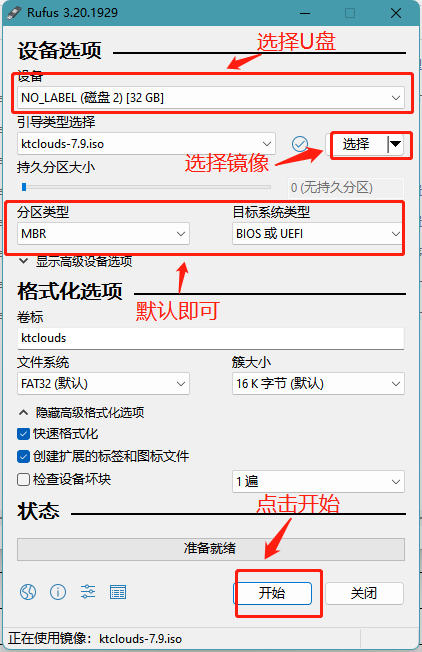 Rufus 3.20.1929
设备选项
选择U盘
设备
NO_LABEL (磁盘 2) [32 GB]
引导类型选择
ktclouds-7.9.iso
选择
选择镜像
持久分区大小
0 (无持久分区)
分区类型
目标系统类型
MBR
BIOS 或 UEFI
显示高级设备选项
默认即可
格式化选项
卷标
ktclouds
文件系统
簇大小
FAT32 (默认)
16 K 字节 (默认)
隐藏高级格式化选项
快速格式化
创建扩展的标签和图标文件
检查设备坏块
1 遍
点击开始
状态
准备就绪
开始
关闭
正在使用镜像：ktclouds-7.9.iso